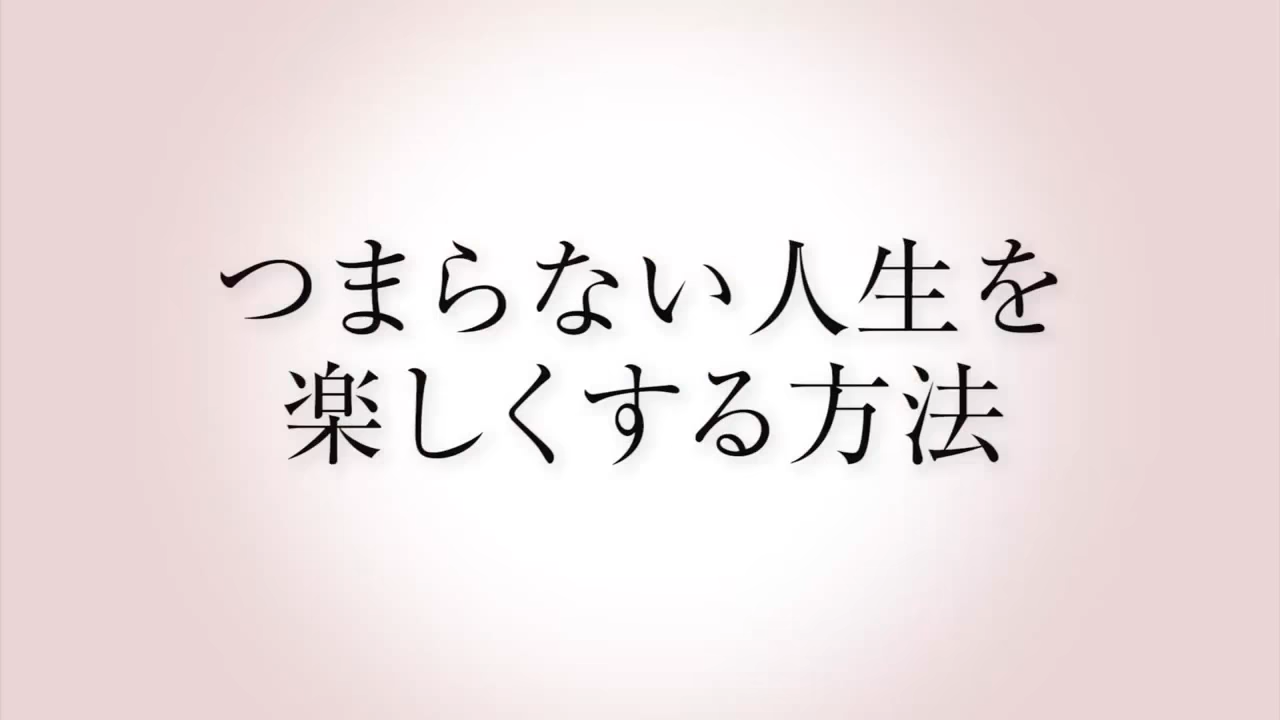 つまらない人生を
楽しくする方法